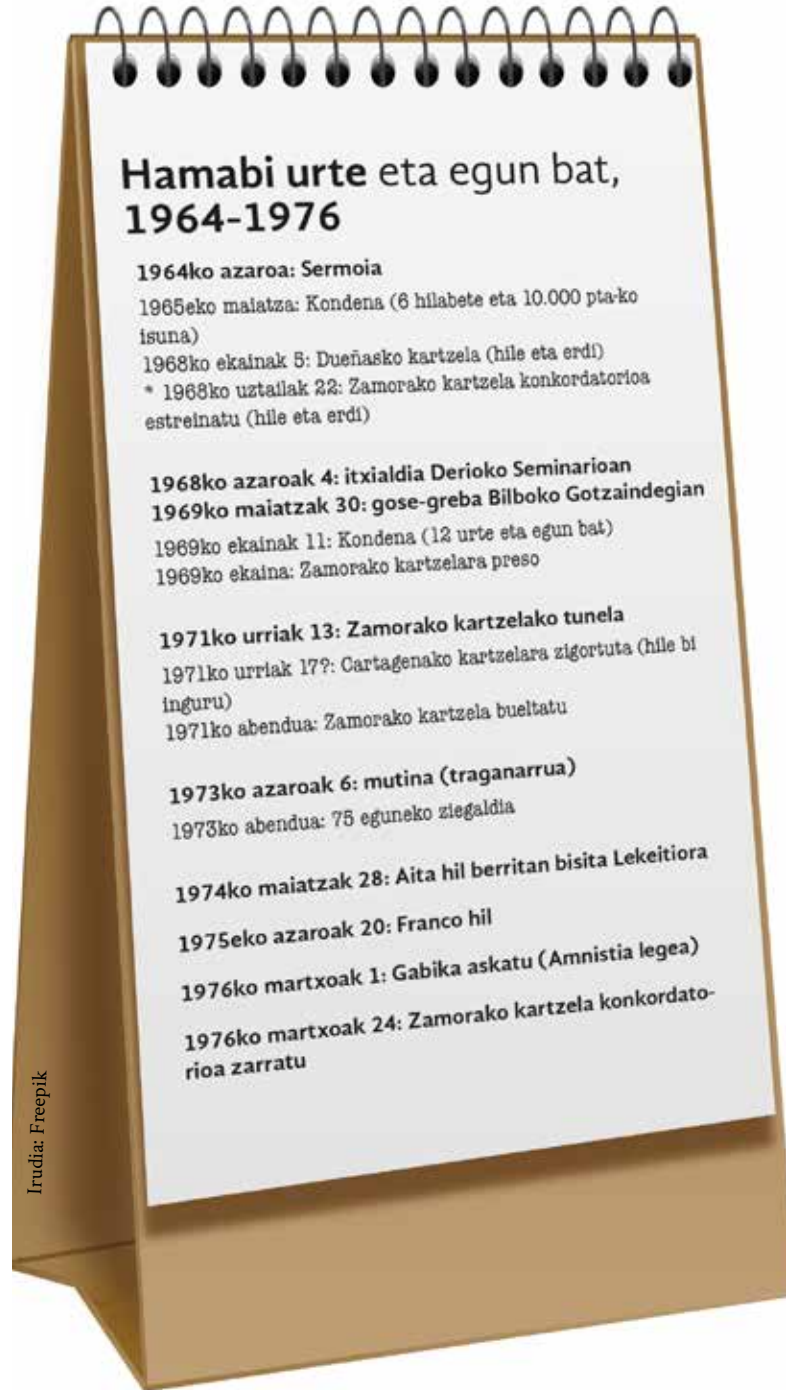 Hamabi urte eta egun bat,
1964-1976
1964ko azaroa: Sermoia
1965eko maiatza: Kondena (6 hilabete eta 10.000 pta-ko
isuna)
1968ko ekainak 5: Dueñasko kartzela (hile eta erdi)
* 1968ko uztailak 22: Zamorako kartzela konkordatorioa
estreinatu (hile eta erdi)
1968ko azaroak 4: itxialdia Derioko Seminarioan
1969ko maiatzak 30: gose-greba Bilboko Gotzaindegian
1969ko ekainak 11: Kondena (12 urte eta egun bat)
1969ko ekaina: Zamorako kartzelara preso
1971ko urriak 13: Zamorako kartzelako tunela
1971ko urriak 17?: Cartagenako kartzelara zigortuta (hile bi
inguru)
1971ko abendua: Zamorako kartzela bueltatu
1973ko azaroak 6: mutina (traganarrua)
1973ko abendua: 75 eguneko ziegaldia
1974ko maiatzak 28: Aita hil berritan bisita Lekeitiora
1975eko azaroak 20: Franco hil
1976ko martxoak 1: Gabika askatu (Amnistia legea)
1976ko martxoak 24: Zamorako kartzela konkordato-
rioa zarratu
Irudia: Freepik